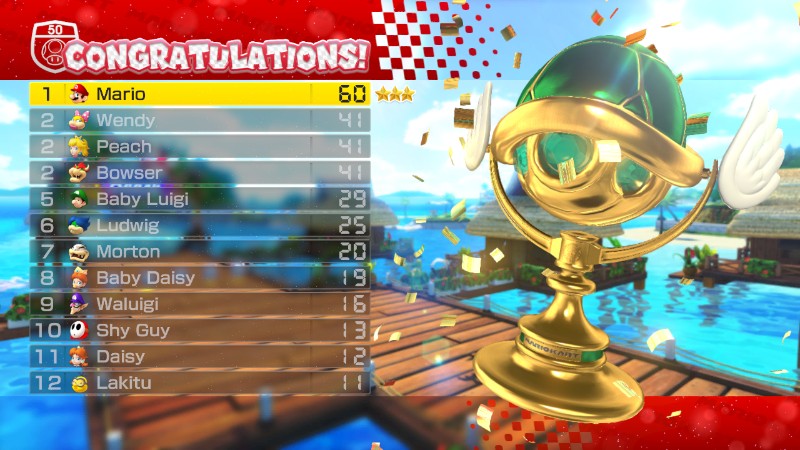 50
CONGRATULATIONS!
1 Mario 60
2 Wendy 41
2 Peach 41
2 Bowser 41
5 Baby Luigi 29
6 Ludwig 25
7 Morton 20
8 Baby Daisy 19
9 Waluigi 16
10 Shy Guy 13
11 Daisy 12
12 Lakitu 11
MARIO KART